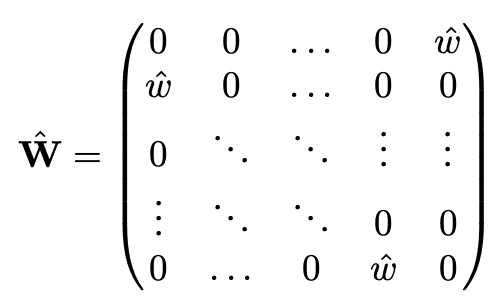 0 0 … 0 ŵ
ŵ 0 … 0 0
Ŵ = 0 ⋱ ⋱ ⋮ ⋮
⋮ ⋱ ⋱ 0 0
0 … 0 ŵ 0